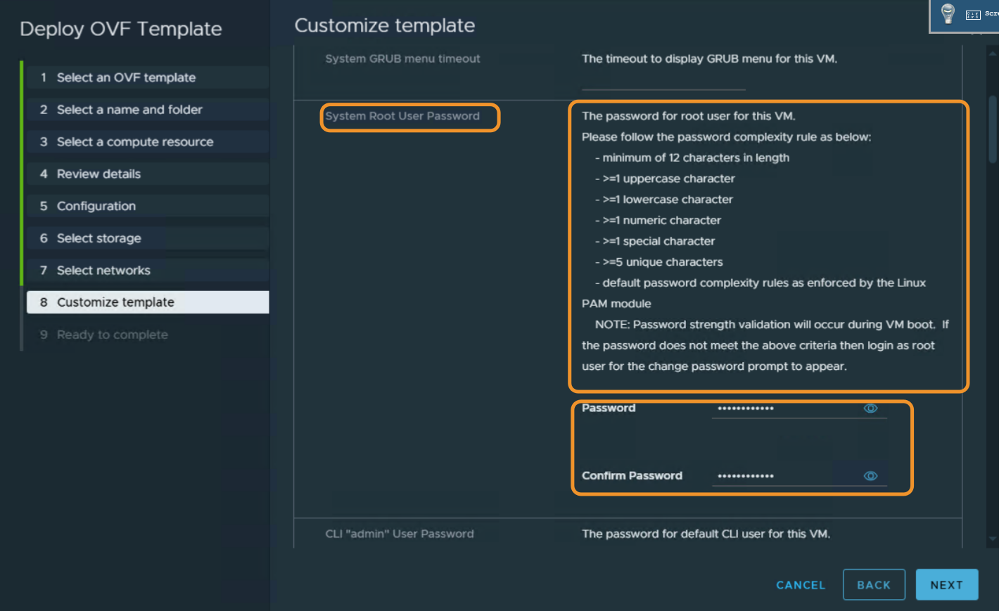 Deploy OVF Template
1 Select an OVF template
2 Select a name and folder
3 Select a compute resource
4 Review details
5 Configuration
6 Select storage
7 Select networks
8 Customize template
9 Ready to complete
Customize template
System GRUB menu timeout
The timeout to display GRUB menu for this VM.
System Root User Password
The password for root user for this VM.
Please follow the password complexity rule as below:
- minimum of 12 characters in length
- >=1 uppercase character
- >=1 lowercase character
- >=1 numeric character
- >=1 special character
- >=5 unique characters
- default password complexity rules as enforced by the Linux
PAM module
NOTE: Password strength validation will occur during VM boot. If
the password does not meet the above criteria then login as root
user for the change password prompt to appear.
Password ••••••••••••
Confirm Password ••••••••••••
CLI "admin" User Password
The password for default CLI user for this VM.
CANCEL
BACK
NEXT
Scre